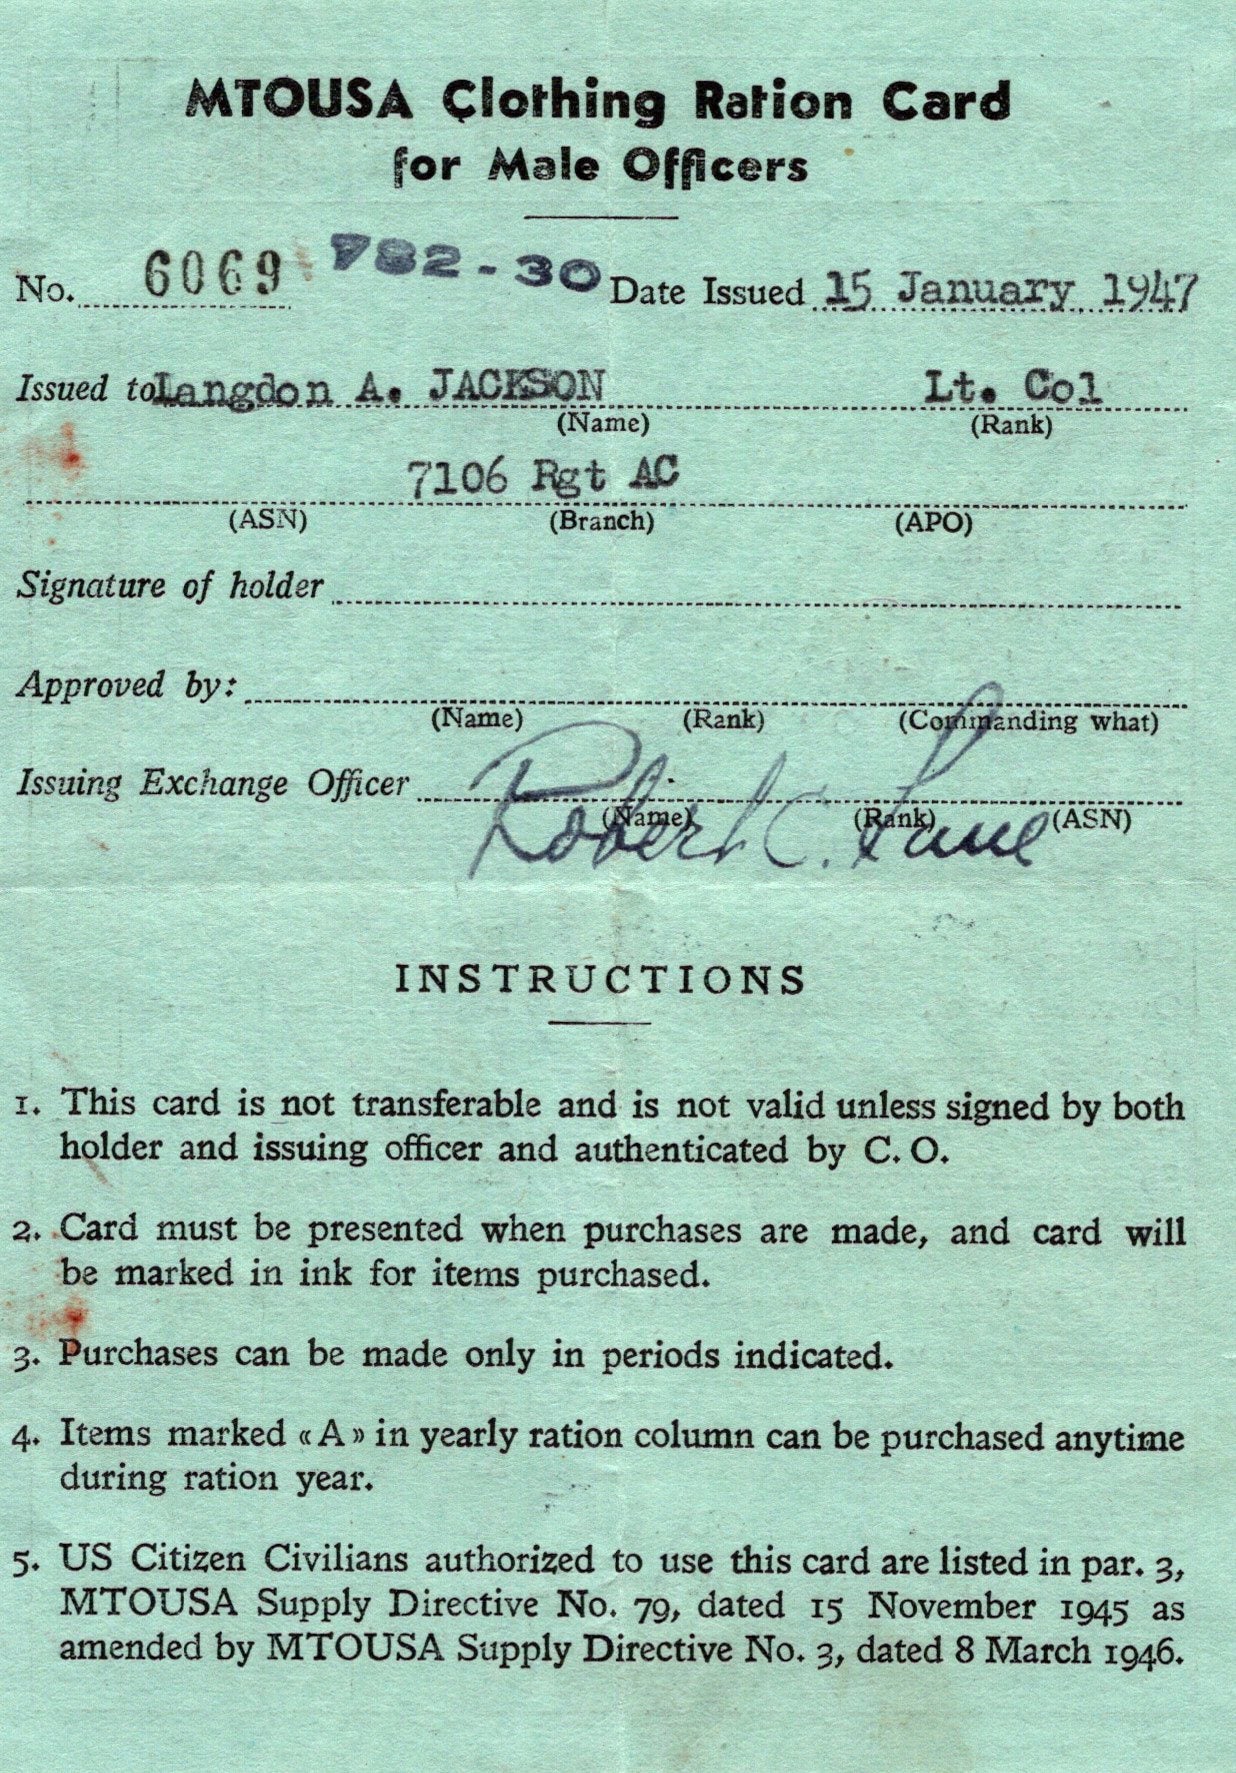 MTOUSA Clothing Ration Card
for Male Officers
No. 6069 782-30 Date Issued 15 January 1947
Issued to Langdon A. JACKSON Lt. Col
(Name) (Rank)
7106 Rgt AC
(ASN) (Branch) (APO)
Signature of holder
Approved by:
(Name) (Rank) (Commanding what)
Issuing Exchange Officer
(Name) (Rank) (ASN)
Robert C. Lane
INSTRUCTIONS
1. This card is not transferable and is not valid unless signed by both
holder and issuing officer and authenticated by C. O.
2. Card must be presented when purchases are made, and card will
be marked in ink for items purchased.
3. Purchases can be made only in periods indicated.
4. Items marked «A» in yearly ration column can be purchased anytime
during ration year.
5. US Citizen Civilians authorized to use this card are listed in par. 3,
MTOUSA Supply Directive No. 79, dated 15 November 1945 as
amended by MTOUSA Supply Directive No. 3, dated 8 March 1946.